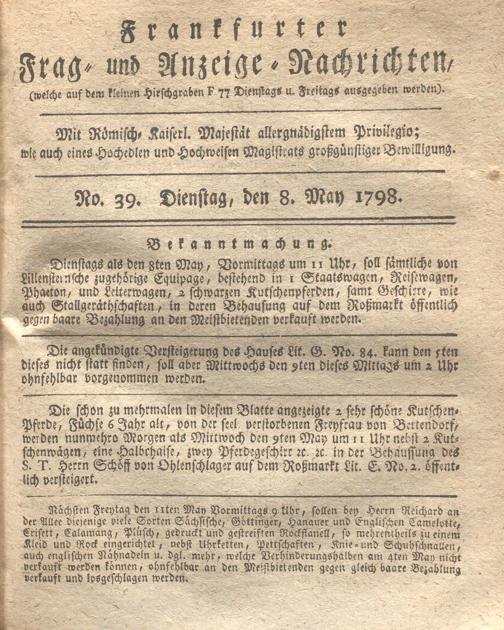 Frankfurter
Frag- und Anzeige-Nachrichten,
(welche auf dem kleinen Hirschgraben F 77 Dienstags u. Freitags ausgegeben werden).
Mit Römisch-Kaiserl. Majestät allergnädigstem Privilegio;
wie auch eines Hochedlen und Hochweisen Magistrats großgünstiger Bewilligung.
No. 39. Dienstag, den 8. May 1798.
Bekanntmachung.
Dienstags als den 8ten May, Vormittags um 11 Uhr, soll sämtliche von
Liliensternsche zugehörige Equipage, bestehend in 1 Staatswagen, Reisewagen,
Phaeton, und Leiterwagen, 2 schwarzen Kutschenpferden, samt Geschirre, wie
auch Stallgeräthschaften, in deren Behausung auf dem Roßmarkt öffentlich
gegen baare Bezahlung an den Meistbietenden verkauft werden.
Die angekündigte Versteigerung des Hauses Lit. G. No. 84. kann den 5ten
dieses nicht statt finden, soll aber Mittwochs den 9ten dieses Mittags um 2 Uhr
ohnfehlbar vorgenommen werden.
Die schon zu mehrmalen in diesem Blatte angezeigte 2 sehr schöne Kutschen-
Pferde, Füchse 6 Jahr alt, von der seel. verstorbenen Freyfrau von Bettendorf,
werden nunmehro Morgen als Mittwoch den 9ten May um 11 Uhr nebst 2 Kut-
schenwägen, eine Halbchaise, zwey Pferdegeschirr ꝛc. ꝛc. in der Behausung des
S. T. Herrn Schöff von Ohlenschlager auf dem Roßmarkt Lit. E. No. 2. öffent-
lich versteigert.
Nächsten Freytag den 11ten May Vormittags 9 Uhr, sollen bey Herrn Reichard an
der Allee diejenige viele Sorten Sächsische, Göttinger, Hanauer und Englischen Camelotte,
Crisett, Calamang, Plüsch, gedruckt und gestreiften Rockflanell, so mehrentheils zu einem
Kleid und Rock eingerichtet, nebst Uhrketten, Pettschaften, Knie- und Schuhschnallen,
auch englischen Nähnadeln u. dgl. mehr, welche Verhinderungshalben am 4ten May nicht
verkauft werden können, ohnfehlbar an den Meistbietenden gegen gleich baare Bezahlung
verkauft und losgeschlagen werden.